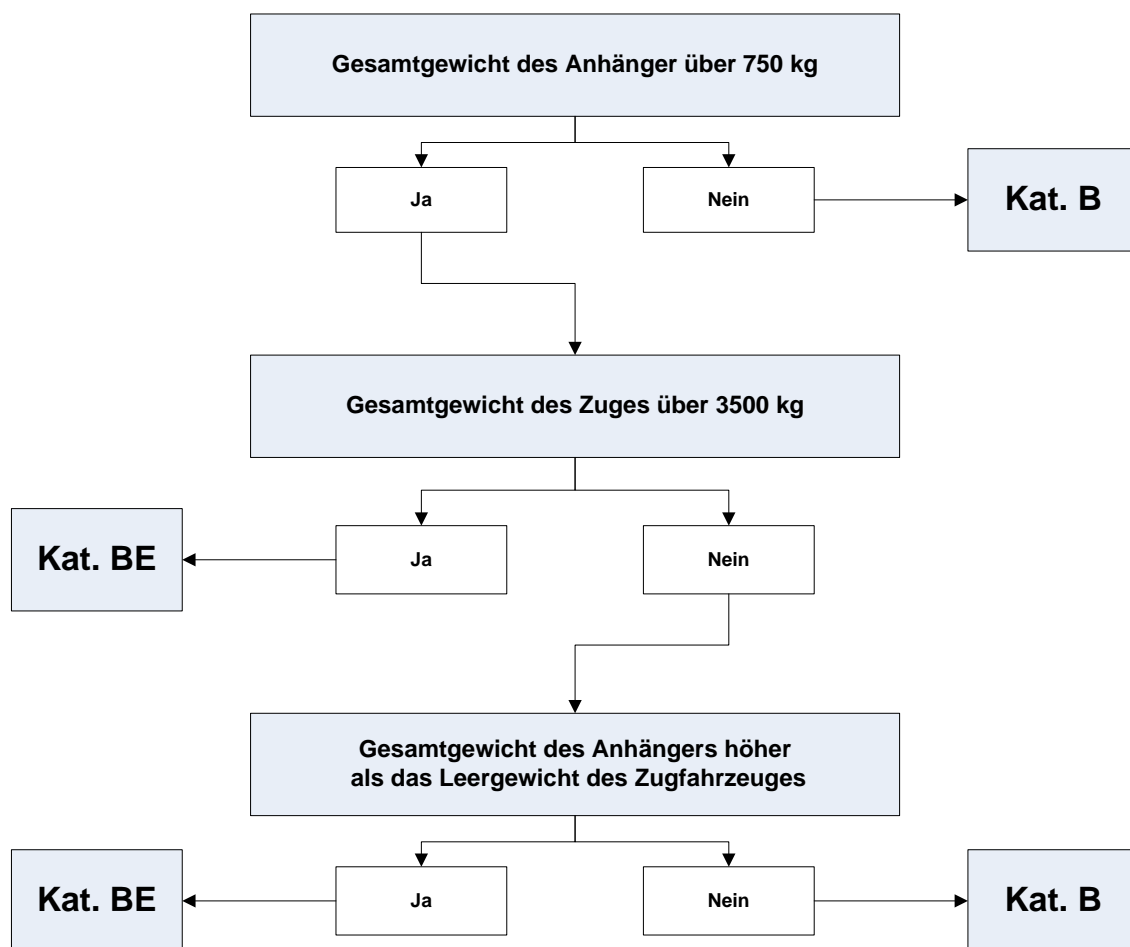 Gesamtgewicht des Anhänger über 750 kg
Ja
Nein
Kat. B
Gesamtgewicht des Zuges über 3500 kg
Kat. BE
Ja
Nein
Gesamtgewicht des Anhängers höher
als das Leergewicht des Zugfahrzeuges
Kat. BE
Ja
Nein
Kat. B